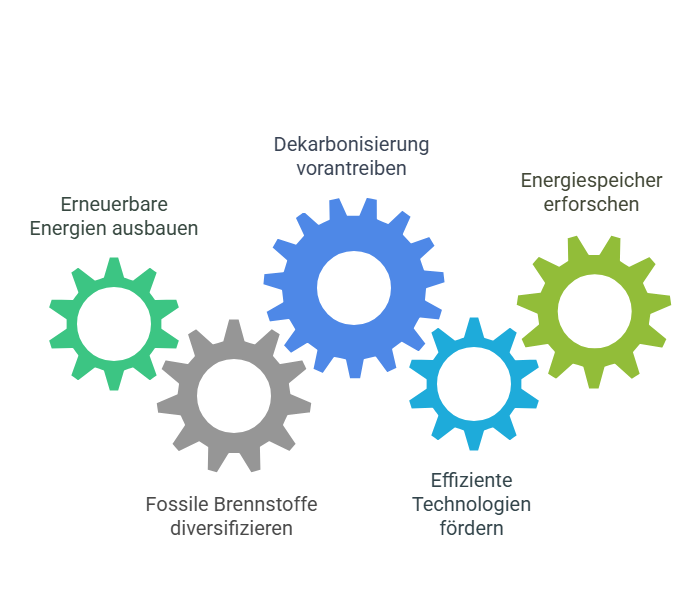 Dekarbonisierung
vorantreiben
Energiespeicher
erforschen
Erneuerbare
Energien ausbauen
Effiziente
Technologien
fördern
Fossile Brennstoffe
diversifizieren